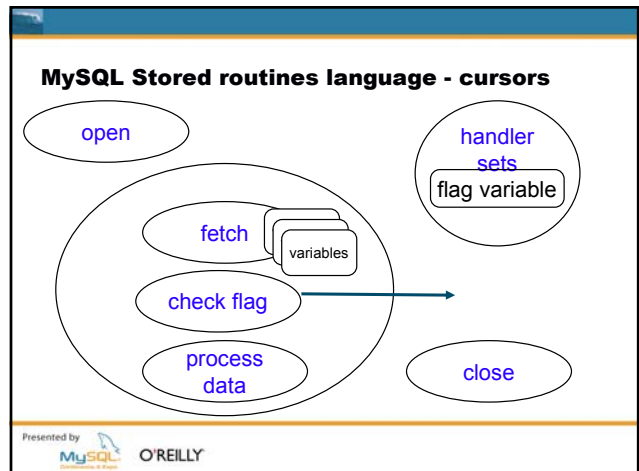 MySQL Stored routines language - cursors
open
handler
sets
flag variable
fetch
variables
check flag
process
data
close
Presented by
MySQL
O'REILLY